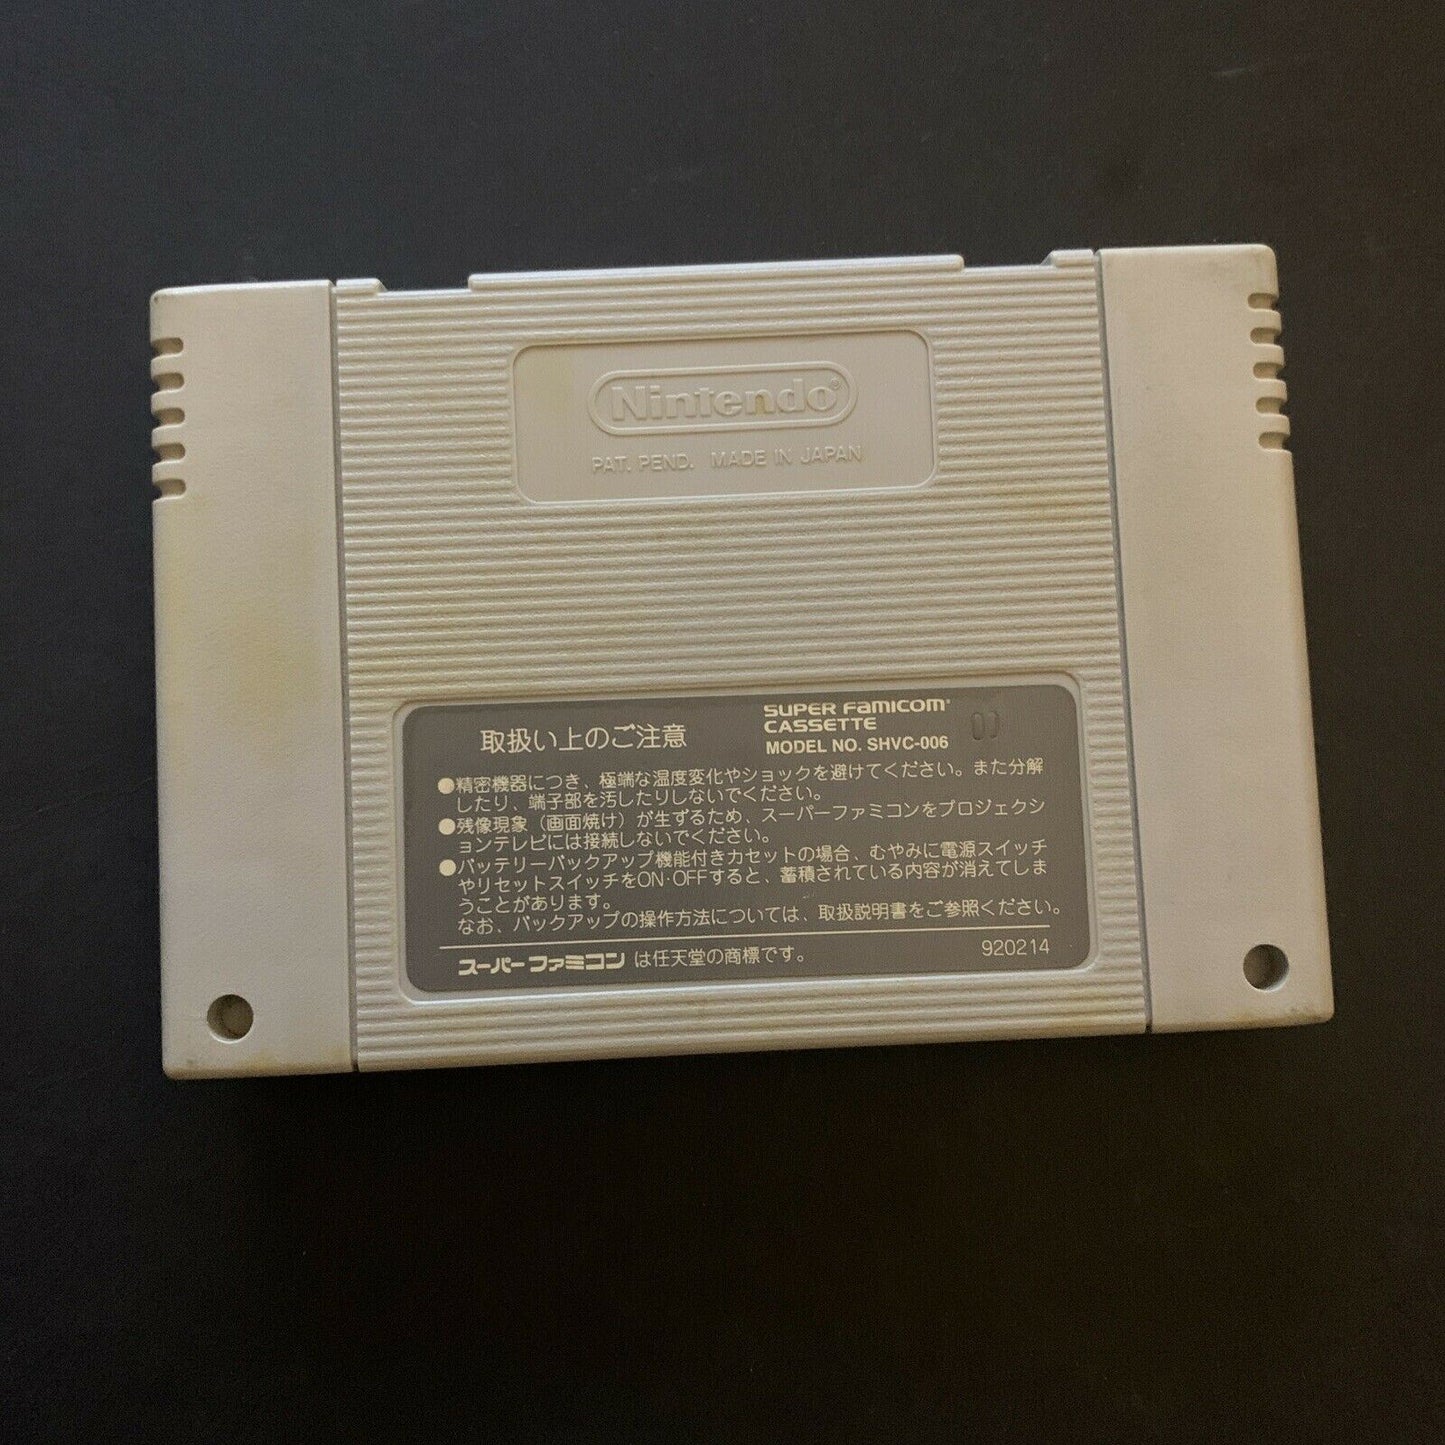 Nintendo®
PAT. PEND. MADE IN JAPAN
取扱い上のご注意
SUPER FAMICOM®
CASSETTE
MODEL NO. SHVC-006
●精密機器につき、極端な温度変化やショックを避けてください。また分解
したり、端子部を汚したりしないでください。
●残像現象（画面焼け）が生ずるため、スーパーファミコンをプロジェクシ
ョンテレビには接続しないでください。
●バッテリーバックアップ機能付きカセットの場合、むやみに電源スイッチ
やリセットスイッチをON·OFFすると、蓄積されている内容が消えてしま
うことがあります。
なお、バックアップの操作方法については、取扱説明書をご参照ください。
スーパーファミコンは任天堂の商標です。
920214